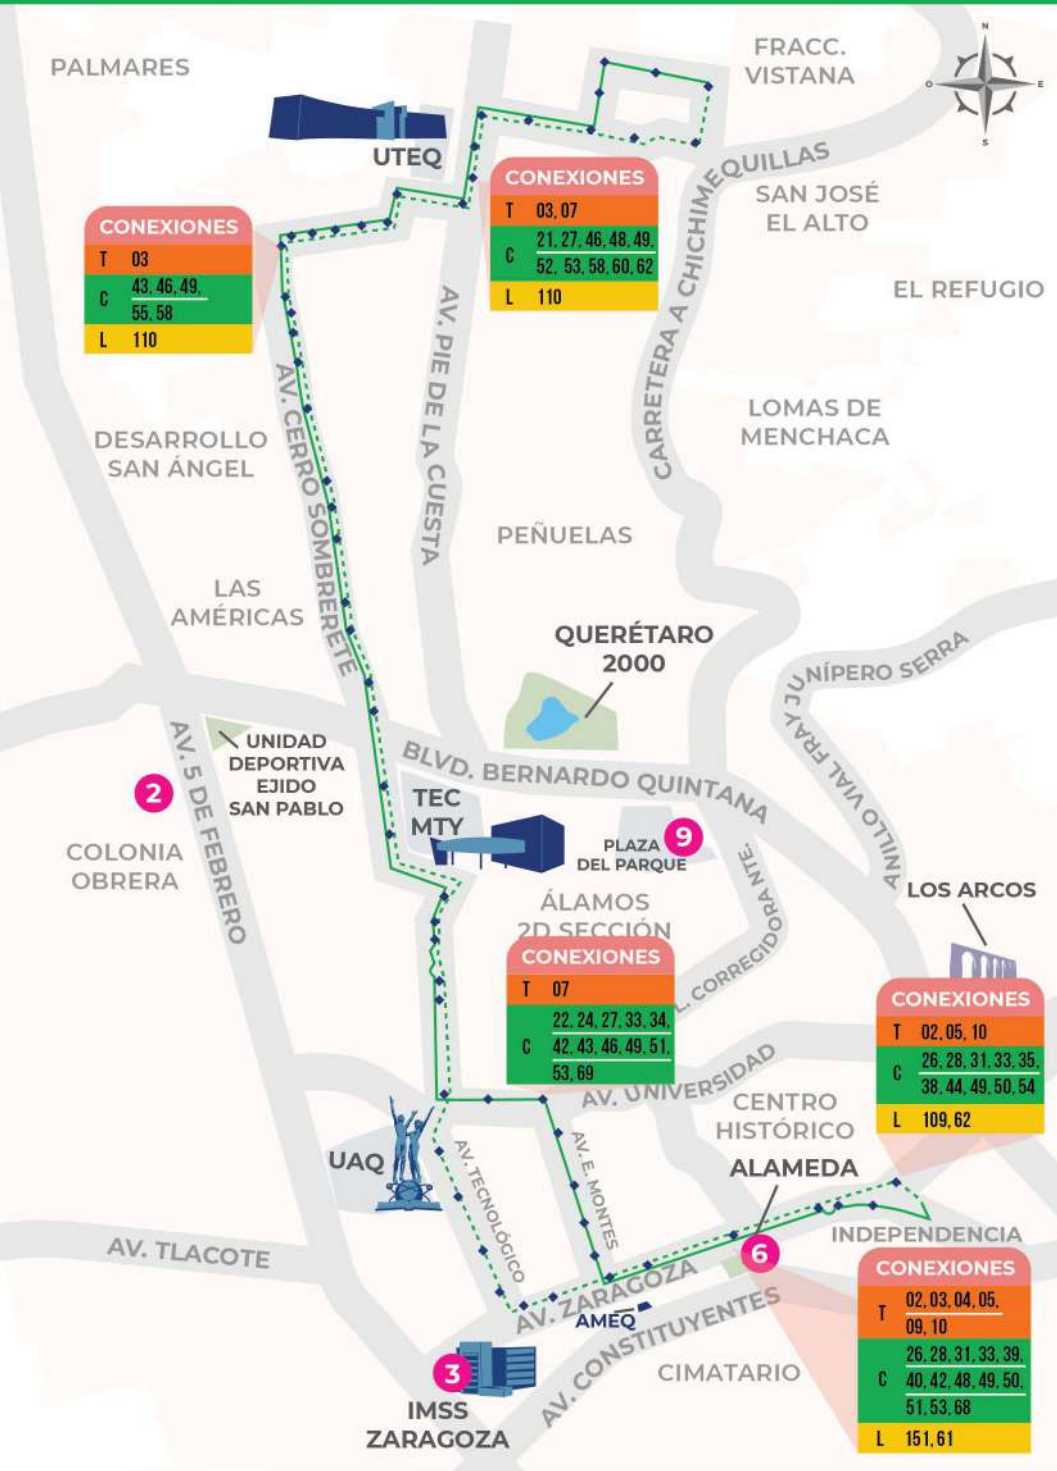 PALMARES
FRACC.
VISTANA
N
O
E
S
UTEQ
CONEXIONES
T 03, 07
C 21, 27, 46, 48, 49,
52, 53, 58, 60, 62
L 110
CARRETERA A CHICHIMEQUILLAS
SAN JOSÉ
EL ALTO
CONEXIONES
T 03
C 43, 46, 49,
55, 58
L 110
EL REFUGIO
AV. PIE DE LA CUESTA
AV. CERRO SOMBRERETE
LOMAS DE
MENCHACA
DESARROLLO
SAN ÁNGEL
PEÑUELAS
LAS
AMÉRICAS
QUERÉTARO
2000
ANILLO VIAL FRAY JUNÍPERO SERRA
AV. 5 DE FEBRERO
UNIDAD
DEPORTIVA
EJIDO
SAN PABLO
BLVD. BERNARDO QUINTANA
2
TEC
MTY
PLAZA
DEL PARQUE
9
COLONIA
OBRERA
ÁLAMOS
2D SECCIÓN
L. CORREGIDORA NTE.
LOS ARCOS
CONEXIONES
T 07
C 22, 24, 27, 33, 34,
42, 43, 46, 49, 51,
53, 69
CONEXIONES
T 02, 05, 10
C 26, 28, 31, 33, 35,
38, 44, 49, 50, 54
L 109, 62
AV. UNIVERSIDAD
CENTRO
HISTÓRICO
UAQ
AV. TECNOLÓGICO
AV. E. MONTES
ALAMEDA
AV. TLACOTE
INDEPENDENCIA
6
AV. ZARAGOZA
AMEQ
AV. CONSTITUYENTES
CONEXIONES
T 02, 03, 04, 05,
09, 10
C 26, 28, 31, 33, 39,
40, 42, 48, 49, 50,
51, 53, 68
L 151, 61
3
IMSS
ZARAGOZA
CIMATARIO